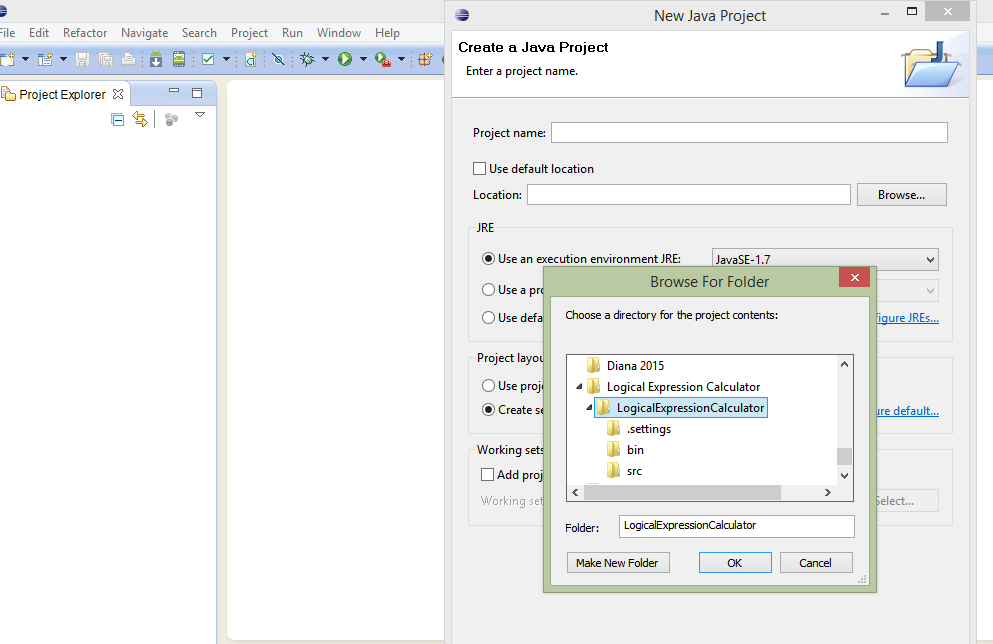 New Java Project
File Edit Refactor Navigate Search Project Run Window Help
Create a Java Project
Enter a project name.
Project Explorer
Project name:
Use default location
Location:
Browse...
JRE
Use an execution environment JRE:
JavaSE-1.7
Use a pro
Use defa
figure JREs...
Project layou
Use proj
Create se
ure default...
Working sets
Add proj
Working set
Select...
Browse For Folder
Choose a directory for the project contents:
Diana 2015
Logical Expression Calculator
LogicalExpressionCalculator
.settings
bin
src
Folder:
LogicalExpressionCalculator
Make New Folder
OK
Cancel